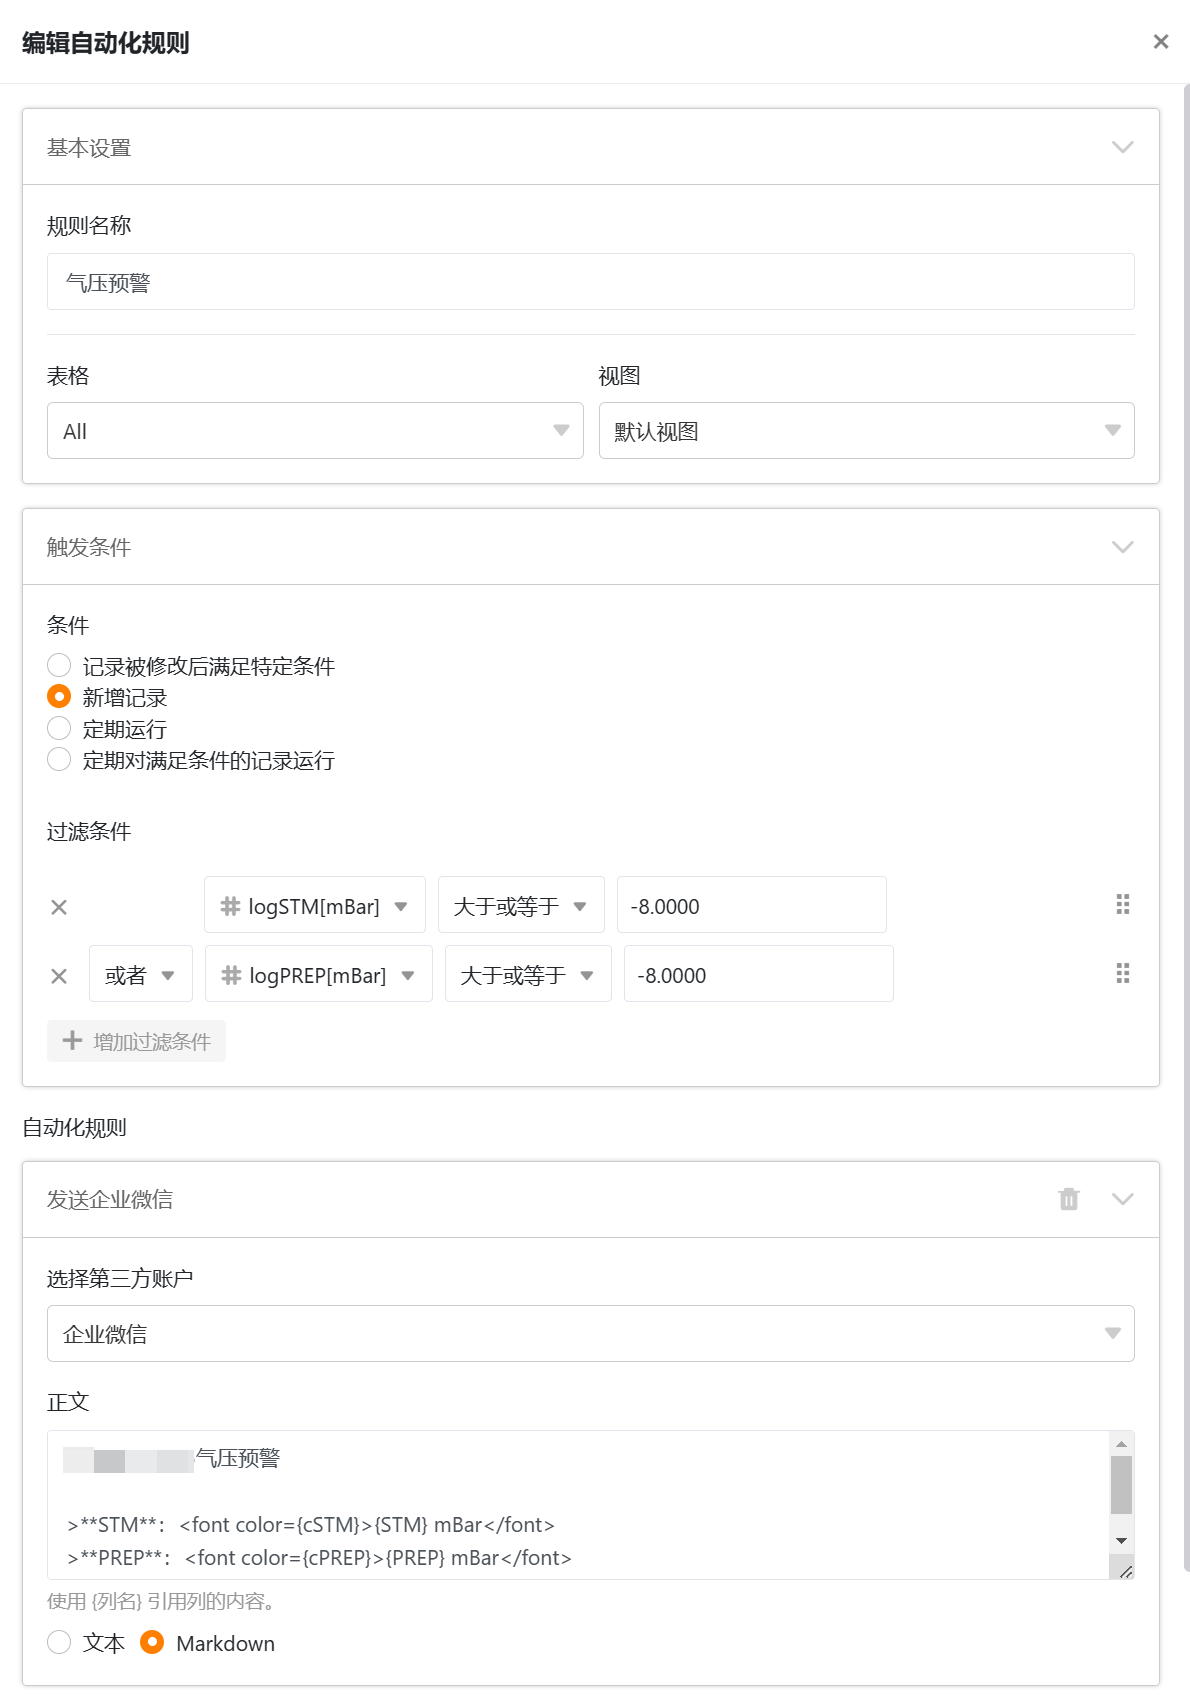 编辑自动化规则
基本设置
规则名称
气压预警
表格
视图
All
默认视图
触发条件
条件
记录被修改后满足特定条件
新增记录
定期运行
定期对满足条件的记录运行
过滤条件
logSTM[mBar]
大于或等于
-8.0000
或者
logPREP[mBar]
大于或等于
-8.0000
增加过滤条件
自动化规则
发送企业微信
选择第三方账户
企业微信
正文
气压预警
>**STM**：<font color={cSTM}>{STM} mBar</font>
>**PREP**：<font color={cPREP}>{PREP} mBar</font>
使用 {列名} 引用列的内容。
文本
Markdown